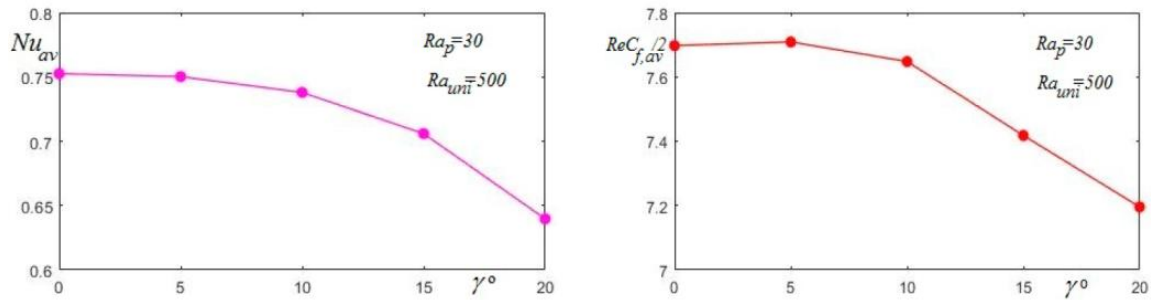 0.8
Nu_av
Ra_p=30
Ra_uni=500
0.75
0.7
0.65
0.6
0 5 10 15 20
γ°
7.8
ReC_f,av/2
Ra_p=30
Ra_uni=500
7.6
7.4
7.2
7
0 5 10 15 20
γ°